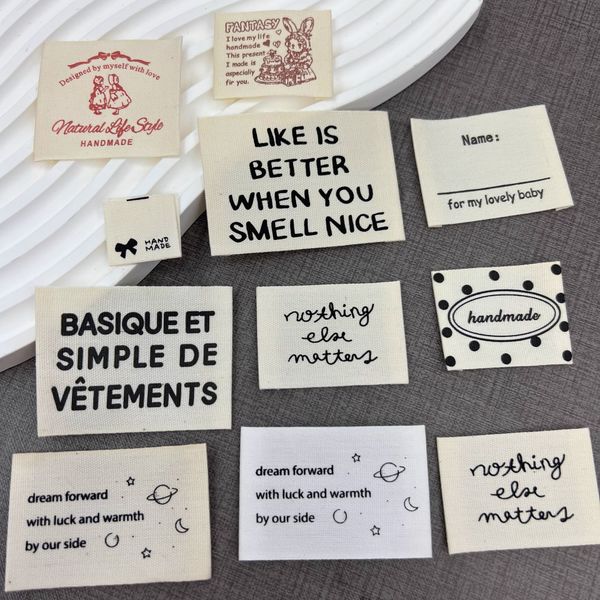 FANTASY
I love my life
handmade
This present
I made is
aspecially
fir you.
Designed by myself with love
Natural Life Style
HANDMADE
LIKE IS
BETTER
WHEN YOU
SMELL NICE
Name:
for my lovely baby
HAND
MADE
BASIQUE ET
SIMPLE DE
VÊTEMENTS
nothing
else
matters
handmade
dream forward
with luck and warmth
by our side
dream forward
with luck and warmth
by our side
nothing
else
matters